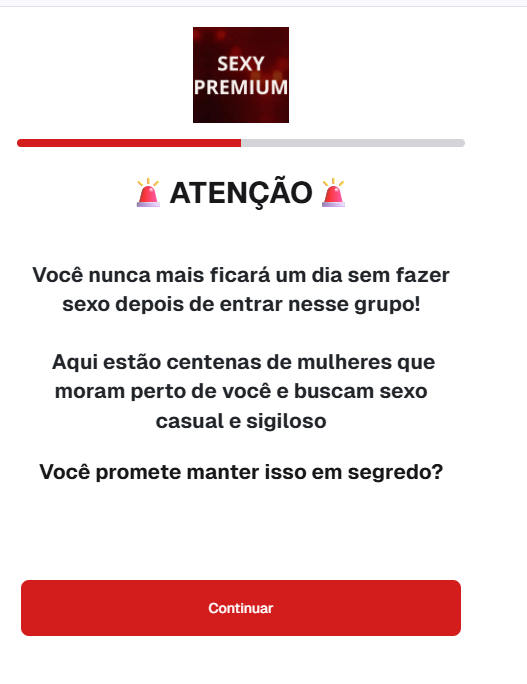 SEXY
PREMIUM
🚨 ATENÇÃO 🚨
Você nunca mais ficará um dia sem fazer
sexo depois de entrar nesse grupo!
Aqui estão centenas de mulheres que
moram perto de você e buscam sexo
casual e sigiloso
Você promete manter isso em segredo?
Continuar